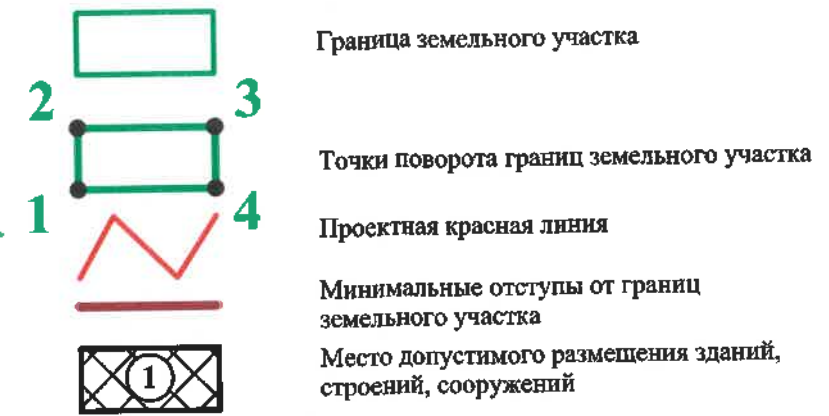 Граница земельного участка
2 3
Точки поворота границ земельного участка
1 4
Проектная красная линия
Минимальные отступы от границ
земельного участка
1
Место допустимого размещения зданий,
строений, сооружений